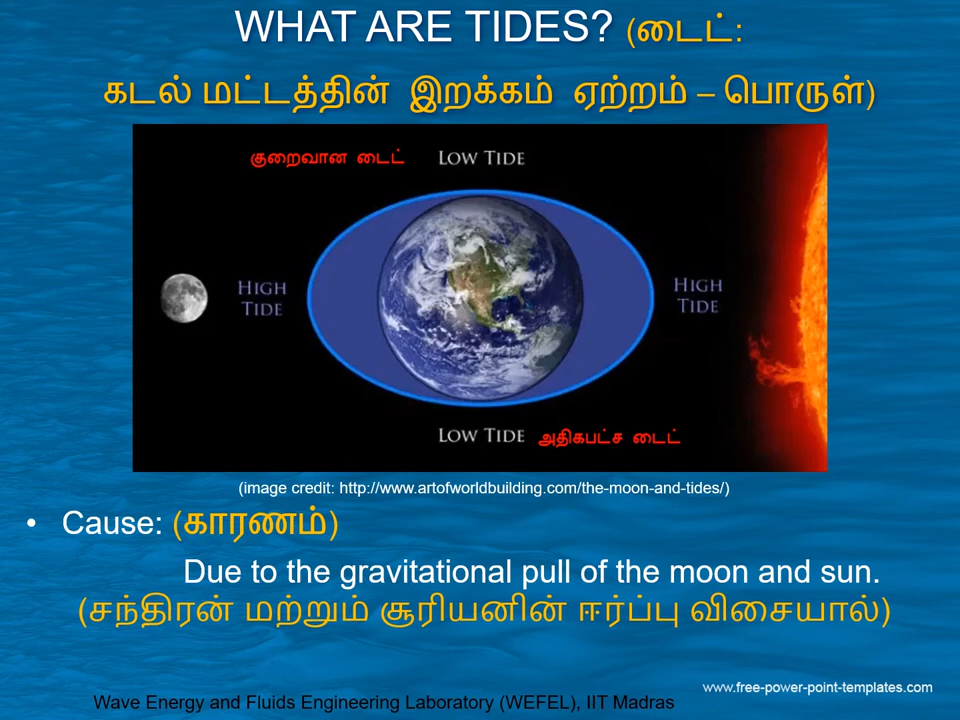 WHAT ARE TIDES? (டைட்:
கடல் மட்டத்தின் இறக்கம் ஏற்றம் – பொருள்)
குறைவான டைட் LOW TIDE
HIGH
TIDE
HIGH
TIDE
LOW TIDE அதிகபட்ச டைட்
(image credit: http://www.artofworldbuilding.com/the-moon-and-tides/)
• Cause: (காரணம்)
Due to the gravitational pull of the moon and sun.
(சந்திரன் மற்றும் சூரியனின் ஈர்ப்பு விசையால்)
www.free-power-point-templates.com
Wave Energy and Fluids Engineering Laboratory (WEFEL), IIT Madras